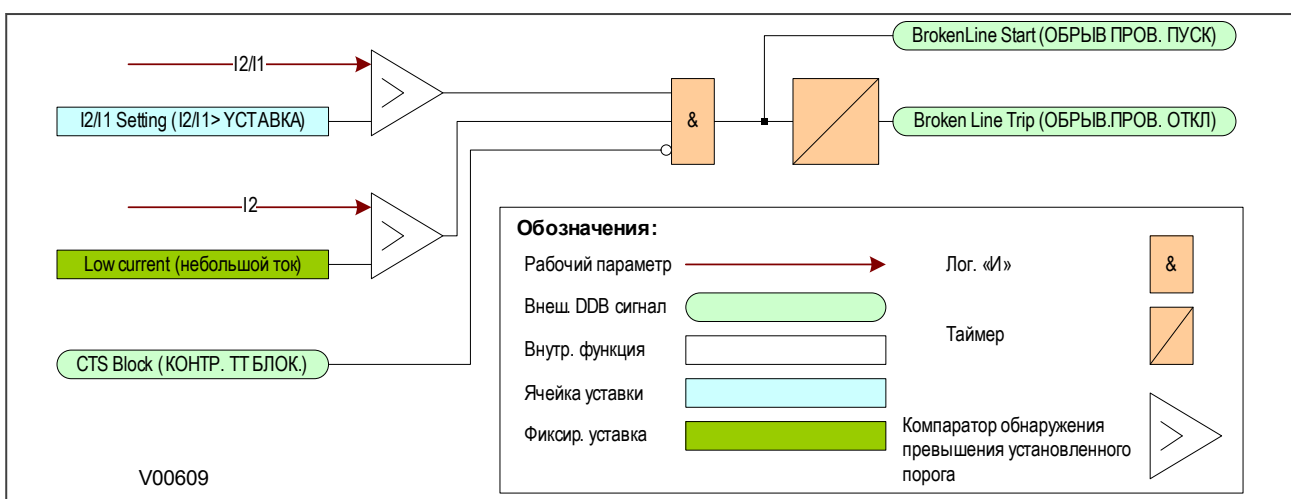 BrokenLine Start (ОБРЫВ ПРОВ. ПУСК)
I2/I1
I2/I1 Setting (I2/I1> YСТАВКА)
&
Broken Line Trip (ОБРЫВ.ПРОВ. ОТКЛ)
I2
Low current (небольшой ток)
CTS Block (КОНТР. ТТ БЛОК.)
Обозначения:
Рабочий параметр
Внеш. DDB сигнал
Внутр. функция
Ячейка уставки
Фиксир. уставка
Лог. «И»
&
Таймер
Компаратор обнаружения
превышения установленного
порога
V00609